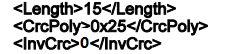 <Length>15</Length>
<CrcPoly>0x25</CrcPoly>
<InvCrc>0</InvCrc>